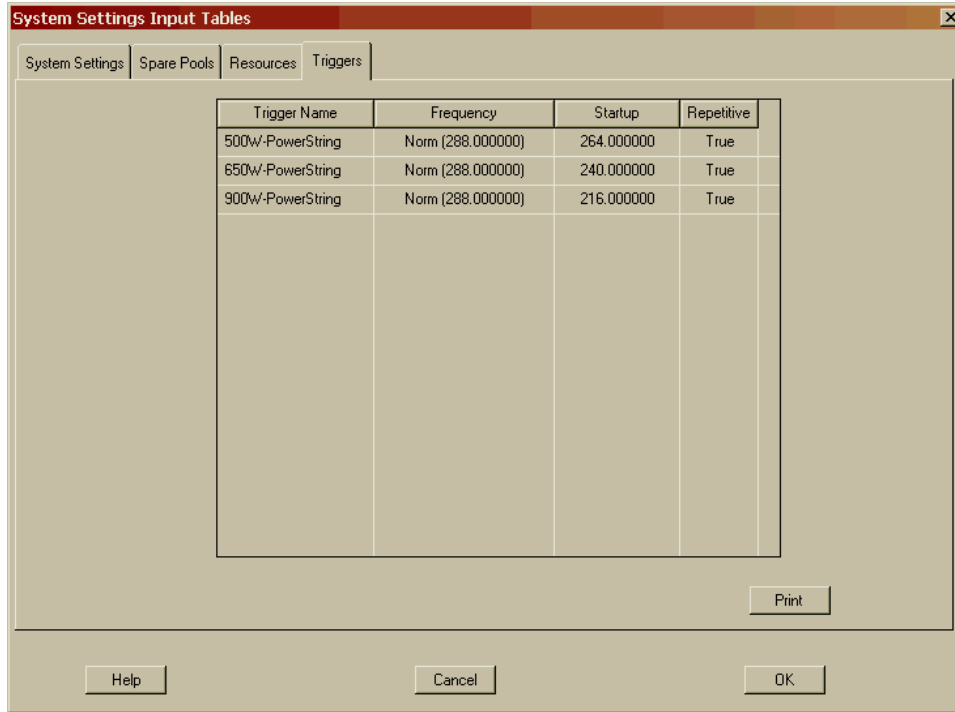 System Settings Input Tables
System Settings Spare Pools Resources Triggers
Trigger Name Frequency Startup Repetitive
500W-PowerString Norm (288.000000) 264.000000 True
650W-PowerString Norm (288.000000) 240.000000 True
900W-PowerString Norm (288.000000) 216.000000 True
Print
Help Cancel OK